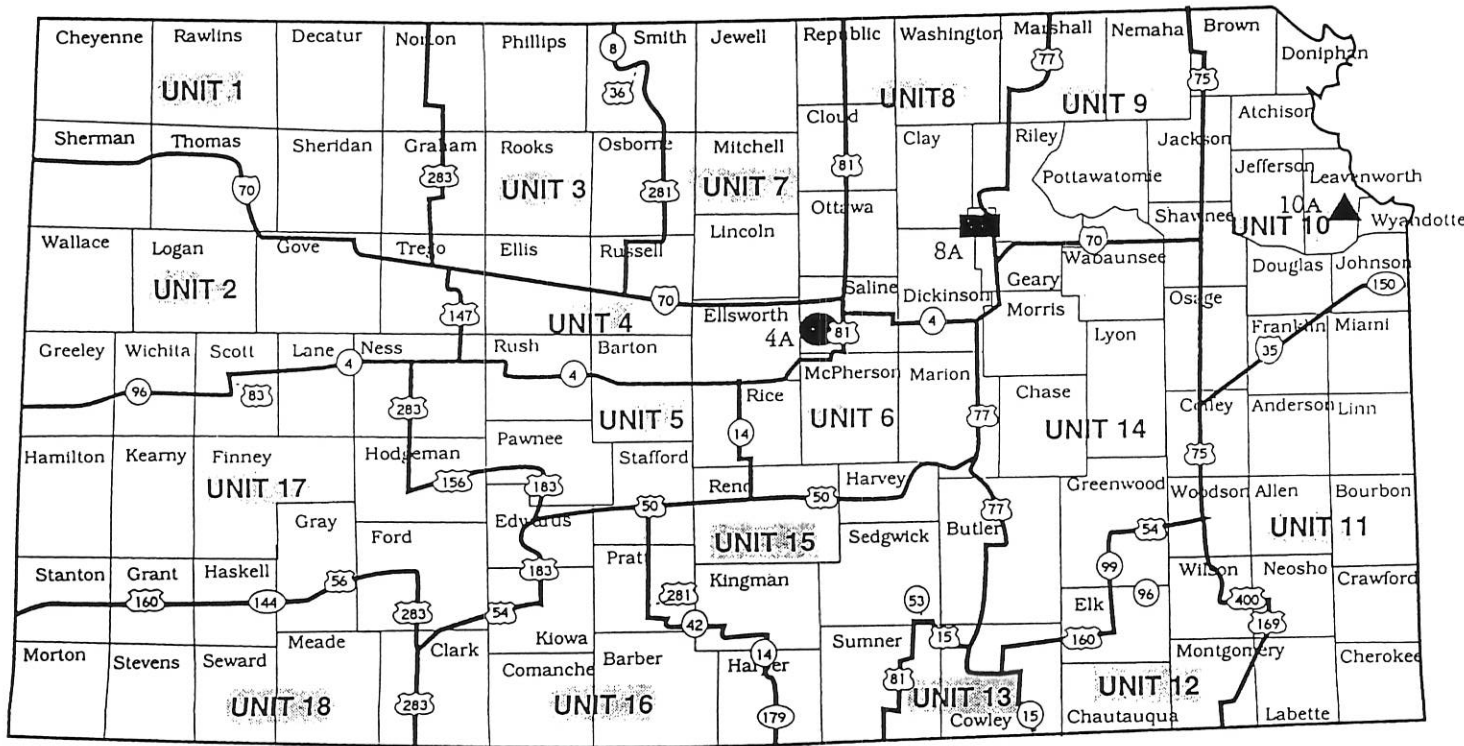 Cheyenne Rawlins Decatur Norton Phillips 8 Smith Jewell Republic Washington Marshall Nemaha Brown
Doniphan
36 77 75
UNIT 1 UNIT8 UNIT 9
Cloud Atchison
Sherman Thomas Sheridan Graham Rooks Osborne Mitchell Clay Riley Jackson
70 283 UNIT 3 281 UNIT 7 81 Pottawatomie Jefferson Leavenworth
Ottawa 10A
Shawnee UNIT 10 Wyandotte
Wallace Logan Gove Trego Ellis Russell Lincoln 8A 70 Wabaunsee
Geary Douglas Johnson
UNIT 2 147 UNIT 4 70 Saline Dickinson Morris Osage 150
Ellsworth 4A 81 4 Lyon Franklin Miami
Greeley Wichita Scott Lane 4 Ness Rush Barton 35
96 83 4 McPherson Marion
283 Rice Chase Coffey Anderson Linn
UNIT 5 14 UNIT 6 77 UNIT 14
Pawnee 75
Hamilton Kearny Finney Hodgeman Stafford
UNIT 17 156 183 Reno 50 Harvey Greenwood Woodson Allen Bourbon
Gray Edwards 50 77 54 UNIT 11
Ford UNIT 15 Sedgwick Butler
Pratt 99 Wilson Neosho
Stanton Grant Haskell 56 183 Kingman Crawford
160 144 281 53 Elk 96 400
283 54 42 15 160 169
Meade Kiowa Sumner Montgomery
Morton Stevens Seward Clark Comanche Barber Harper 14 81 Cherokee
UNIT 18 283 UNIT 16 179 UNIT 13 UNIT 12
Cowley 15 Chautauqua Labette